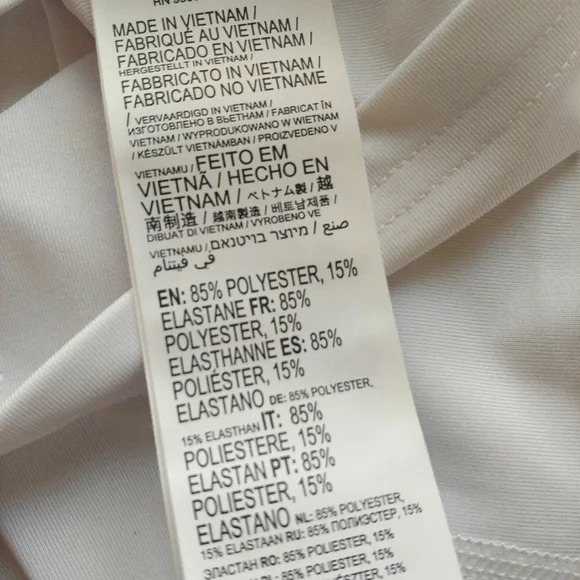 MADE IN VIETNAM /
FABRIQUÉ AU VIETNAM /
FABRICADO EN VIETNAM /
HERGESTELLT IN VIETNAM /
FABBRICATO IN VIETNAM /
FABRICADO NO VIETNAME
/ VERVAARDIGD IN VIETNAM /
ИЗГОТОВЛЕНО В ВЬЕТНАМ / FABRICAT ÎN
VIETNAM / WYPRODUKOWANO W WIETNAM
/ KÉSZÜLT VIETNÁMBAN / PROIZVEDENO V
VIETNAMU / FEITO EM
VIETNÃ / HECHO EN
VIETNAM / ベトナム製 / 越
南制造 / 越南製造 / 베트남제품 /
DIBUAT DI VIETNAM / VYROBENO VE
VIETNAMU / מיוצר בויטנאם / صنع
في فيتنام
EN: 85% POLYESTER, 15%
ELASTANE FR: 85%
POLYESTER, 15%
ELASTHANNE ES: 85%
POLIÉSTER, 15%
ELASTANO DE: 85% POLYESTER,
15% ELASTHAN IT: 85%
POLIESTERE, 15%
ELASTAN PT: 85%
POLIESTER, 15%
ELASTANO NL: 85% POLYESTER,
15% ELASTAAN RU: 85% ПОЛИЭСТЕР, 15%
ЭЛАСТАН RO: 85% POLIESTER, 15%